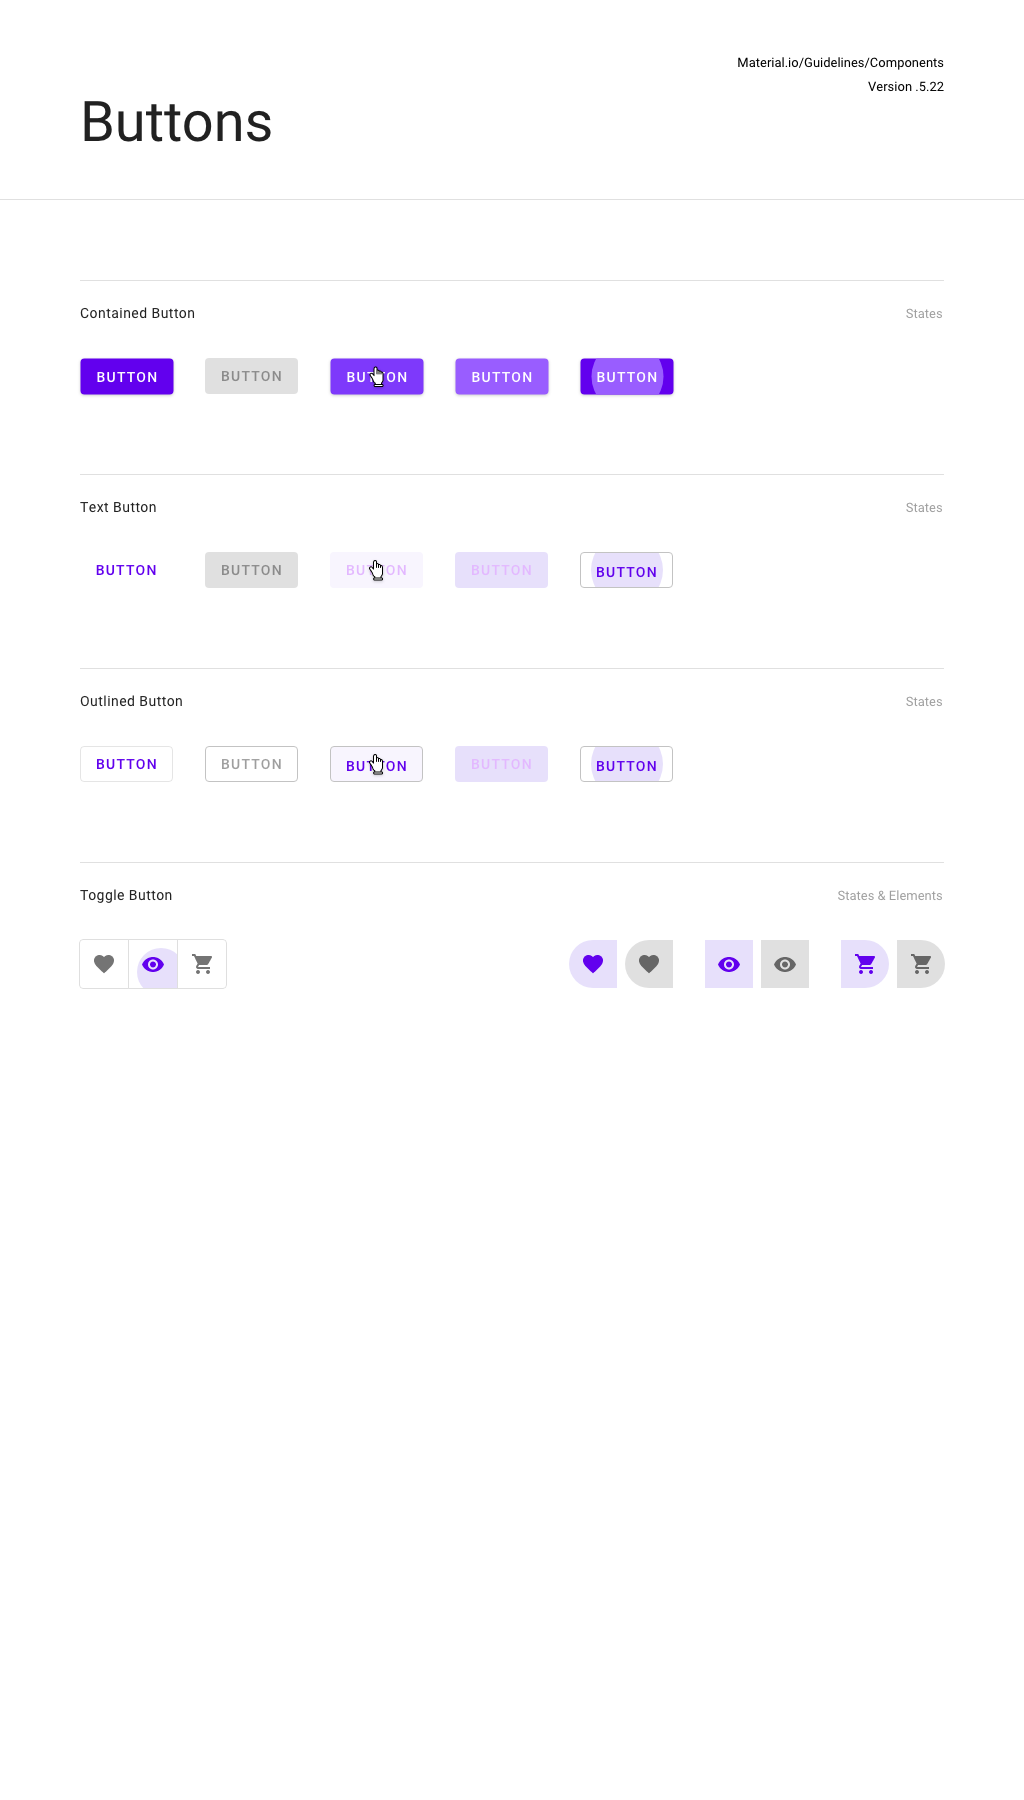 Material.io/Guidelines/Components
Version .5.22
Buttons
Contained Button States
BUTTON BUTTON BUTTON BUTTON BUTTON
Text Button States
BUTTON BUTTON BUTTON BUTTON BUTTON
Outlined Button States
BUTTON BUTTON BUTTON BUTTON BUTTON
Toggle Button States & Elements